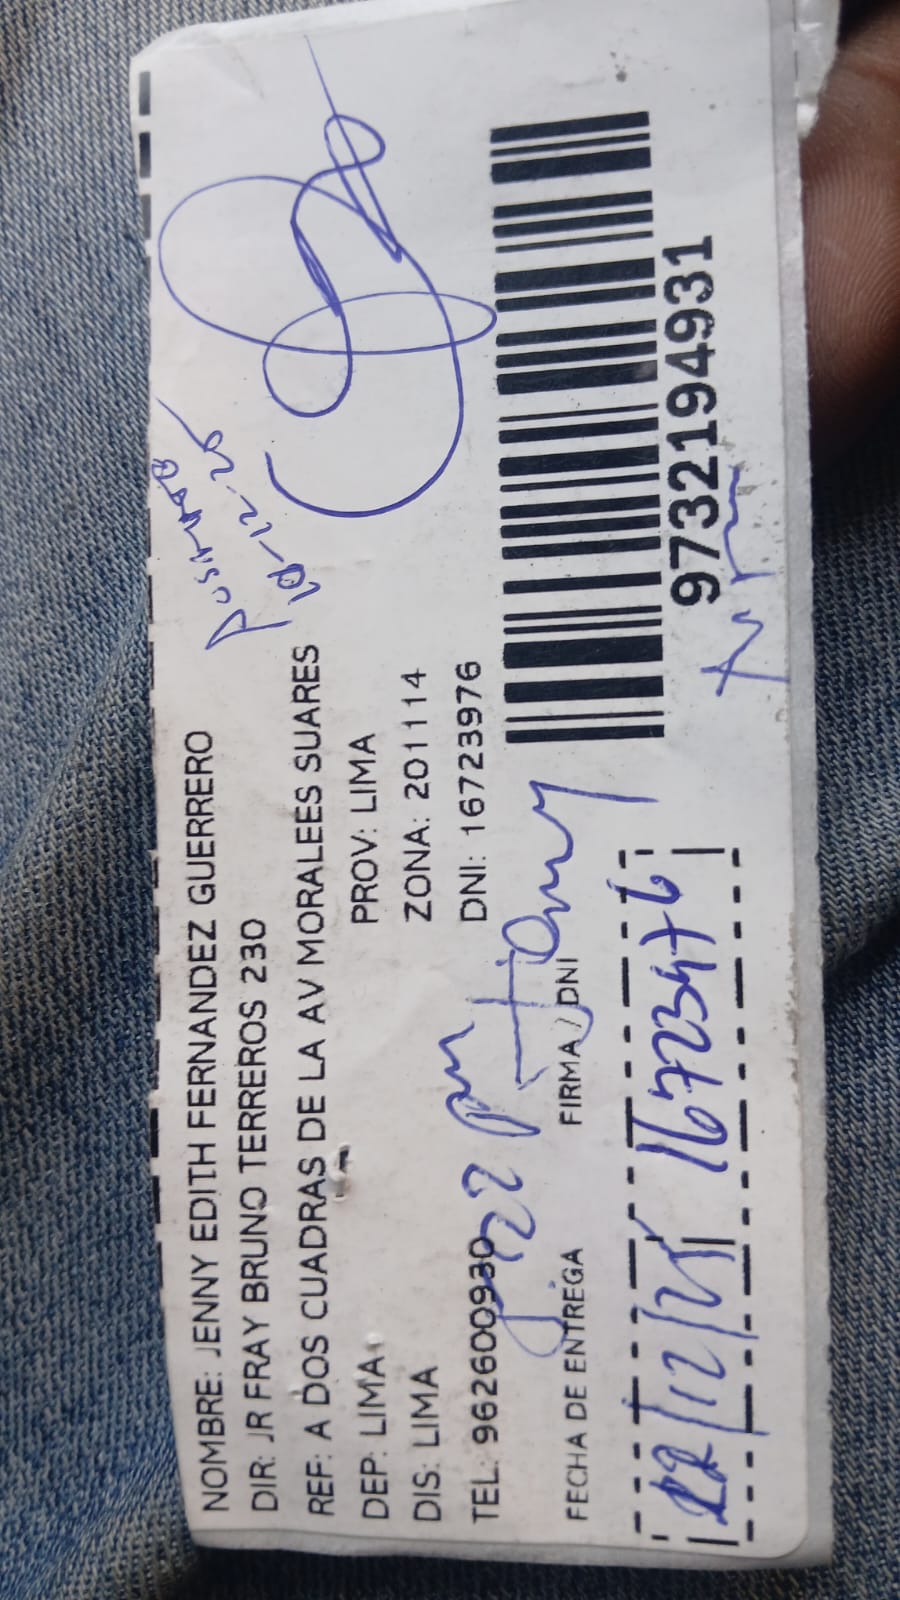 NOMBRE: JENNY EDITH FERNANDEZ GUERRERO
DIR: JR FRAY BRUNO TERREROS 230
REF: A DOS CUADRAS DE LA AV MORALEES SUARES
DEP: LIMA PROV: LIMA
DIS: LIMA ZONA: 201114
TEL: 962600930 DNI: 16723976
FECHA DE ENTREGA FIRMA / DNI
22/12/25 16723976
9732194931